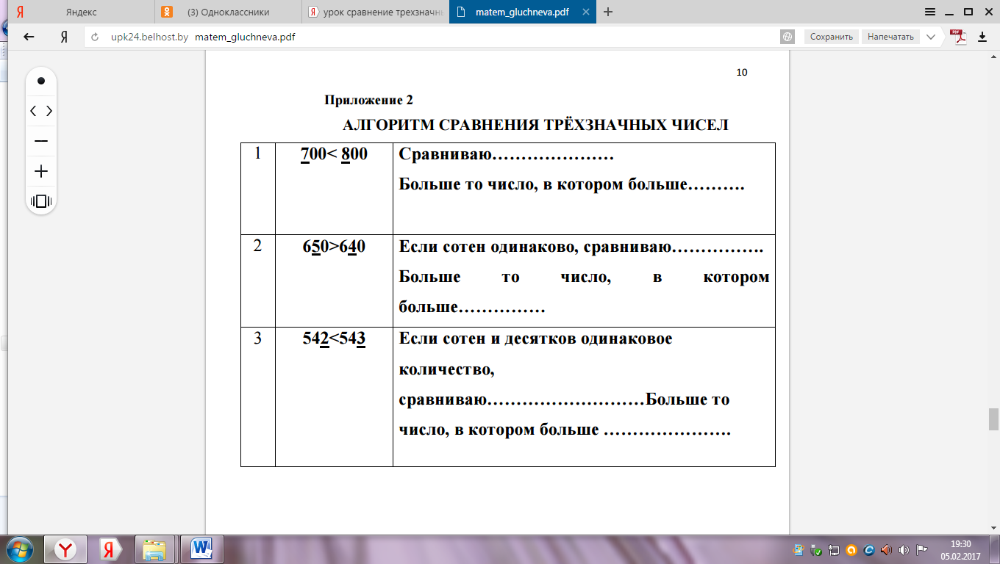 Яндекс
(3) Одноклассники
урок сравнение трехзначны
matem_gluchneva.pdf
upk24.belhost.by matem_gluchneva.pdf
Сохранить
Напечатать
10
Приложение 2
АЛГОРИТМ СРАВНЕНИЯ ТРЁХЗНАЧНЫХ ЧИСЕЛ
1
700< 800
Сравниваю…………………
Больше то число, в котором больше……….
2
650>640
Если сотен одинаково, сравниваю…………….
Больше то число, в котором
больше……………
3
542<543
Если сотен и десятков одинаковое
количество,
сравниваю………………………Больше то
число, в котором больше ………………….
19:30
05.02.2017